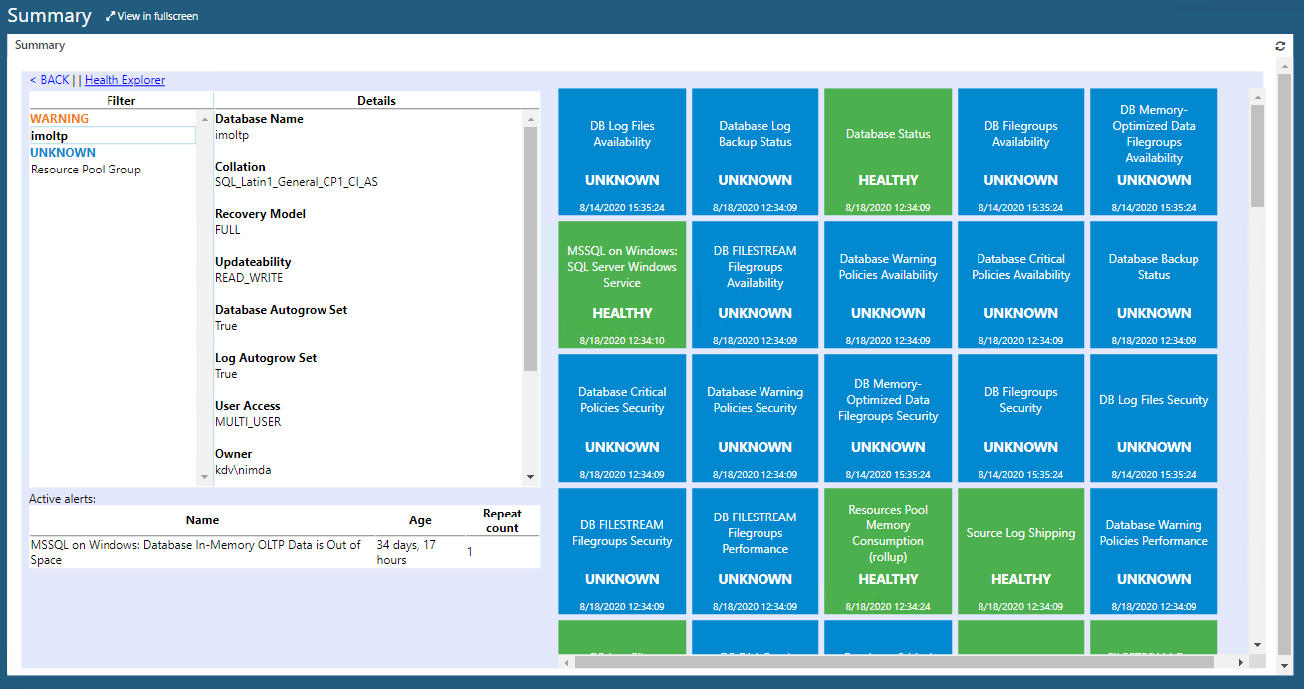 Summary
View in fullscreen
Summary
< BACK | | Health Explorer
Filter
WARNING
imoltp
UNKNOWN
Resource Pool Group
Details
Database Name
imoltp
Collation
SQL_Latin1_General_CP1_CI_AS
Recovery Model
FULL
Updateability
READ_WRITE
Database Autogrow Set
True
Log Autogrow Set
True
User Access
MULTI_USER
Owner
kdv\nimda
Active alerts:
Name
Age
Repeat
count
MSSQL on Windows: Database In-Memory OLTP Data is Out of
Space
34 days, 17
hours
1
DB Log Files
Availability
UNKNOWN
8/14/2020 15:35:24
Database Log
Backup Status
UNKNOWN
8/18/2020 12:34:09
Database Status
HEALTHY
8/18/2020 12:34:09
DB Filegroups
Availability
UNKNOWN
8/14/2020 15:35:24
DB Memory-
Optimized Data
Filegroups
Availability
UNKNOWN
8/14/2020 15:35:24
MSSQL on Windows:
SQL Server Windows
Service
HEALTHY
8/18/2020 12:34:10
DB FILESTREAM
Filegroups
Availability
UNKNOWN
8/18/2020 12:34:09
Database Warning
Policies Availability
UNKNOWN
8/18/2020 12:34:09
Database Critical
Policies Availability
UNKNOWN
8/18/2020 12:34:09
Database Backup
Status
UNKNOWN
8/18/2020 12:34:09
Database Critical
Policies Security
UNKNOWN
8/18/2020 12:34:09
Database Warning
Policies Security
UNKNOWN
8/18/2020 12:34:09
DB Memory-
Optimized Data
Filegroups Security
UNKNOWN
8/14/2020 15:35:24
DB Filegroups
Security
UNKNOWN
8/14/2020 15:35:24
DB Log Files Security
UNKNOWN
8/14/2020 15:35:24
DB FILESTREAM
Filegroups Security
UNKNOWN
8/18/2020 12:34:09
DB FILESTREAM
Filegroups
Performance
UNKNOWN
8/18/2020 12:34:09
Resources Pool
Memory
Consumption
(rollup)
HEALTHY
8/18/2020 12:34:24
Source Log Shipping
HEALTHY
8/18/2020 12:34:09
Database Warning
Policies Performance
UNKNOWN
8/18/2020 12:34:09